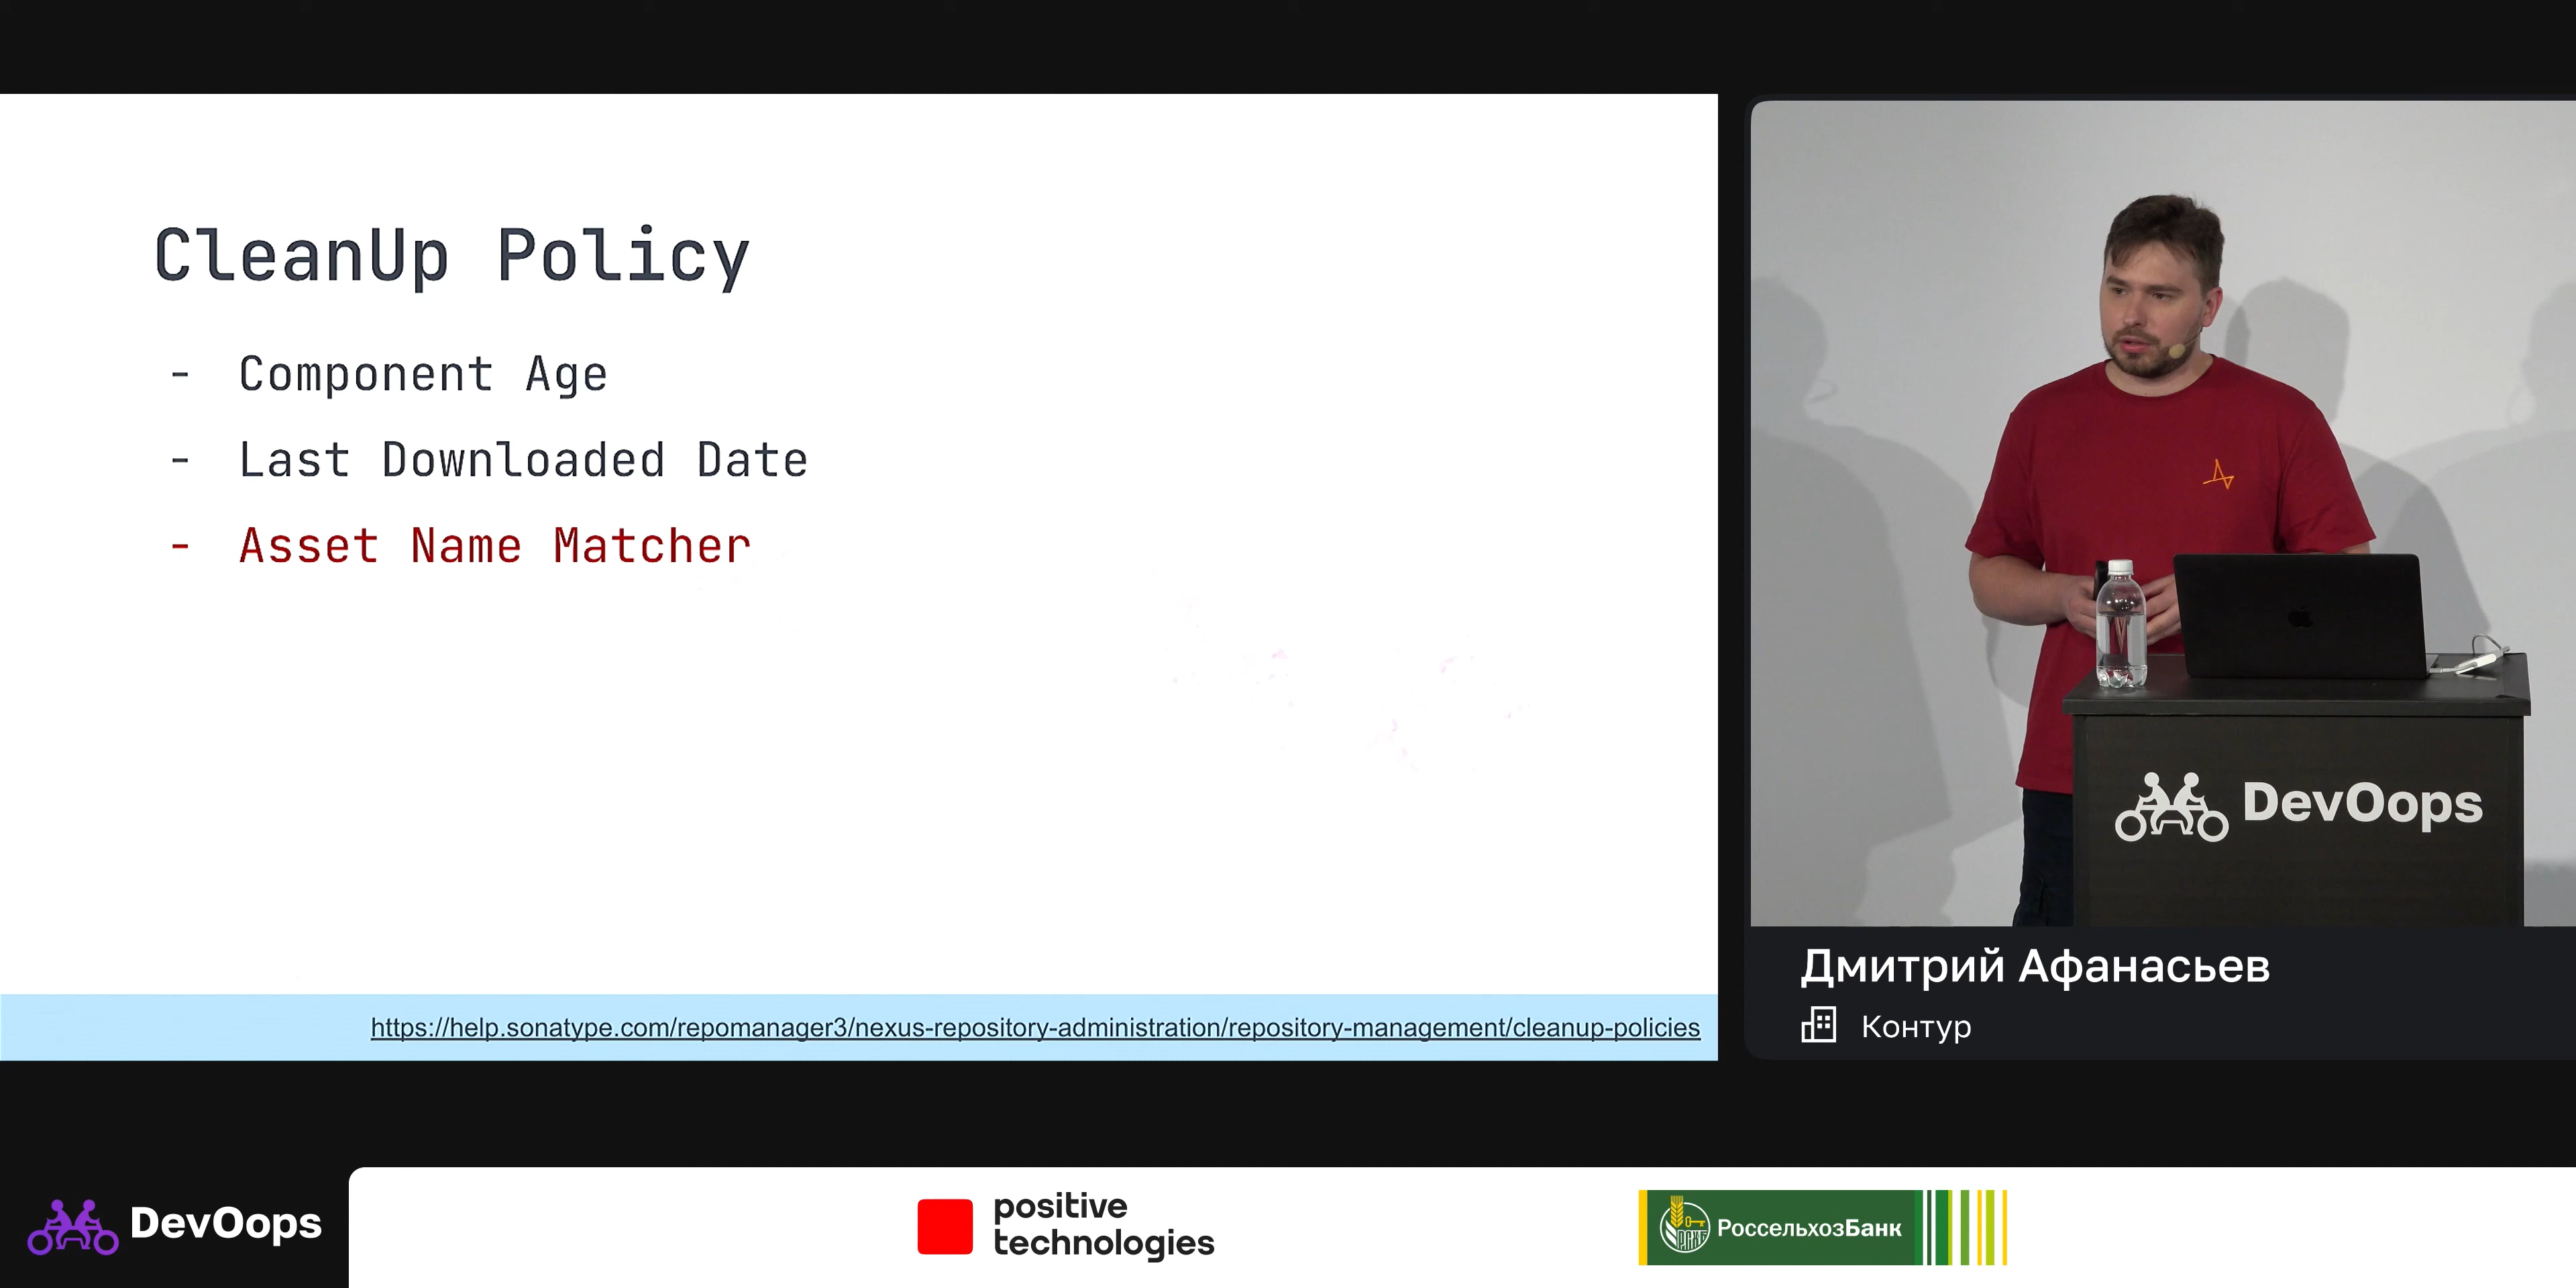 CleanUp Policy
- Component Age
- Last Downloaded Date
- Asset Name Matcher
https://help.sonatype.com/repomanager3/nexus-repository-administration/repository-management/cleanup-policies
DevOops
Дмитрий Афанасьев
Контур
DevOops
positive
technologies
РСХБ
РоссельхозБанк